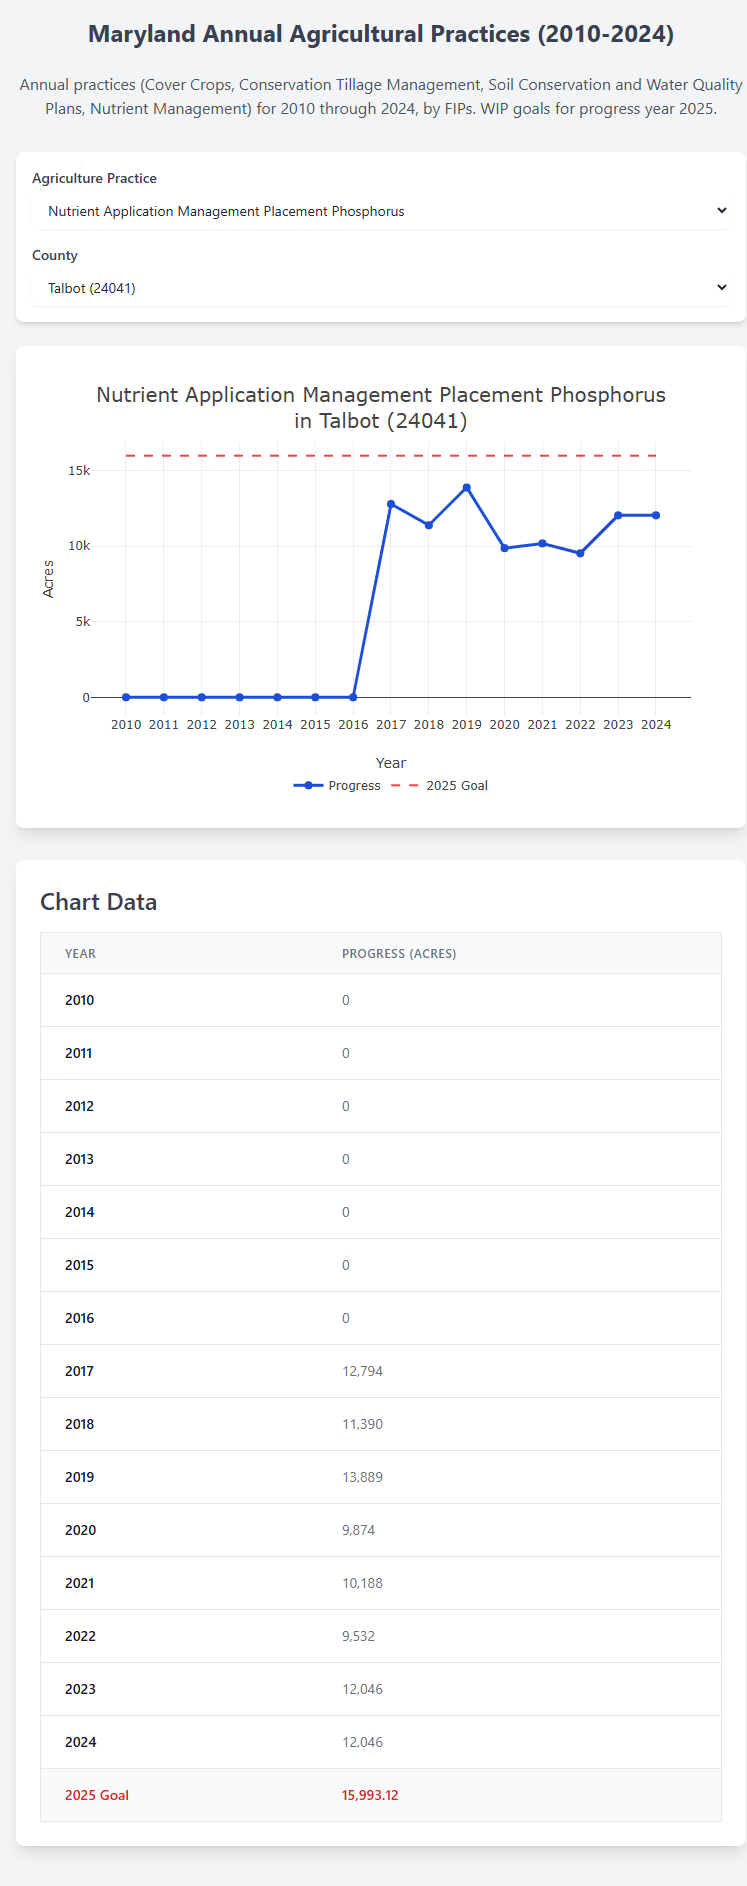 Maryland Annual Agricultural Practices (2010-2024)
Annual practices (Cover Crops, Conservation Tillage Management, Soil Conservation and Water Quality
Plans, Nutrient Management) for 2010 through 2024, by FIPs. WIP goals for progress year 2025.
Agriculture Practice
Nutrient Application Management Placement Phosphorus
County
Talbot (24041)
Nutrient Application Management Placement Phosphorus
in Talbot (24041)
15k
10k
5k
0
Acres
2010 2011 2012 2013 2014 2015 2016 2017 2018 2019 2020 2021 2022 2023 2024
Year
Progress 2025 Goal
Chart Data
YEAR PROGRESS (ACRES)
2010 0
2011 0
2012 0
2013 0
2014 0
2015 0
2016 0
2017 12,794
2018 11,390
2019 13,889
2020 9,874
2021 10,188
2022 9,532
2023 12,046
2024 12,046
2025 Goal 15,993.12